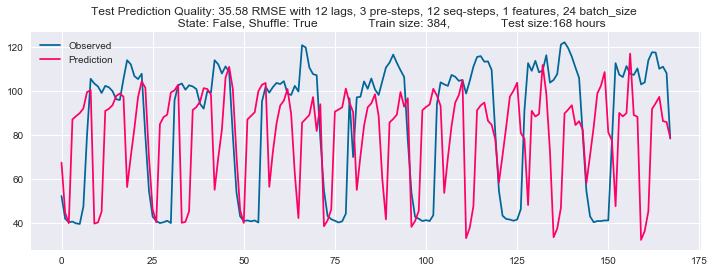 Test Prediction Quality: 35.58 RMSE with 12 lags, 3 pre-steps, 12 seq-steps, 1 features, 24 batch_size
State: False, Shuffle: True Train size: 384, Test size:168 hours
Observed
Prediction
120
100
80
60
40
0 25 50 75 100 125 150 175